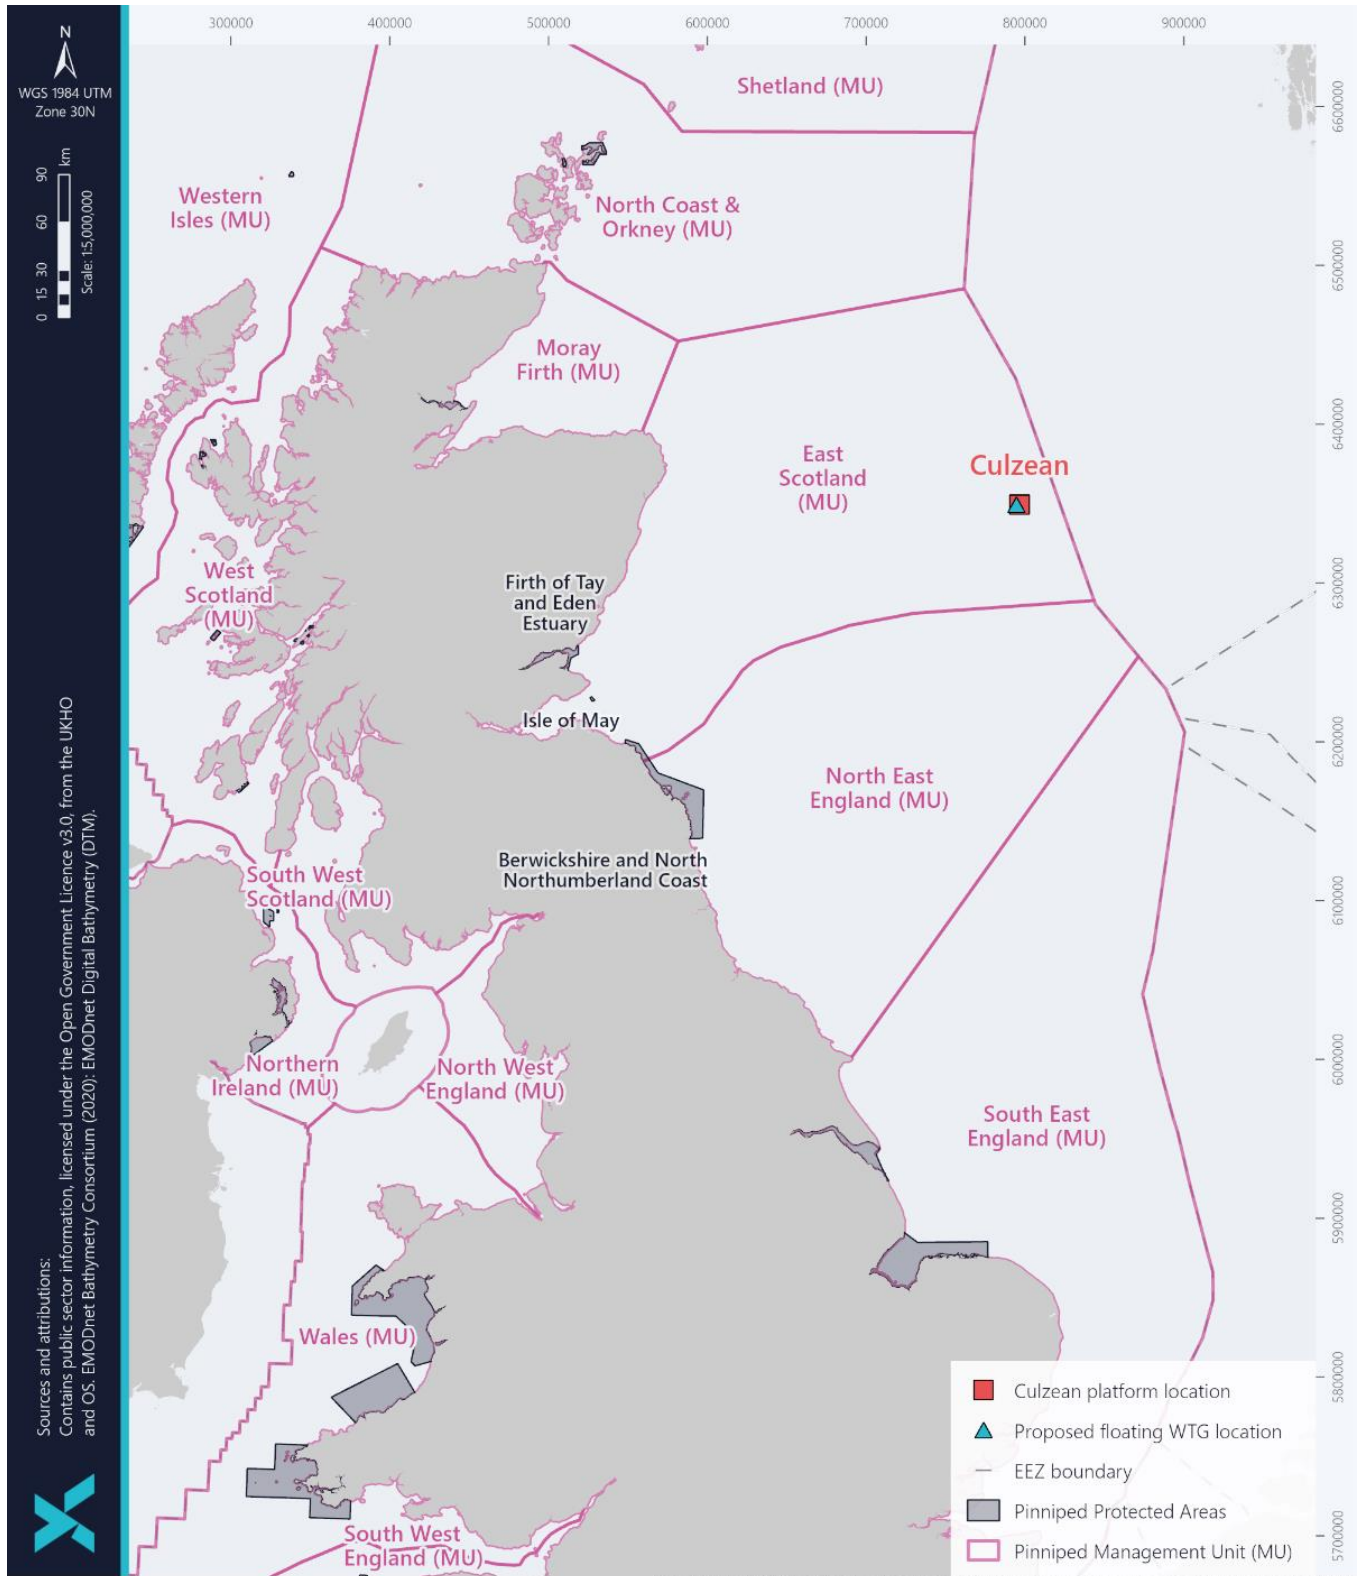 300000
400000
500000
600000
700000
800000
900000
N
WGS 1984 UTM
Zone 30N
0 15 30 60 90 km
Scale: 1:5,000,000
Sources and attributions:
Contains public sector information, licensed under the Open Government Licence v3.0, from the UKHO
and OS. EMODnet Bathymetry Consortium (2020): EMODnet Digital Bathymetry (DTM).
Shetland (MU)
Western
Isles (MU)
North Coast &
Orkney (MU)
Moray
Firth (MU)
East
Scotland
(MU)
Culzean
West
Scotland
(MU)
Firth of Tay
and Eden
Estuary
Isle of May
North East
England (MU)
Berwickshire and North
Northumberland Coast
South West
Scotland (MU)
Northern
Ireland (MU)
North West
England (MU)
South East
England (MU)
Wales (MU)
South West
England (MU)
6600000
6500000
6400000
6300000
6200000
6100000
6000000
5900000
5800000
5700000
Culzean platform location
Proposed floating WTG location
EEZ boundary
Pinniped Protected Areas
Pinniped Management Unit (MU)